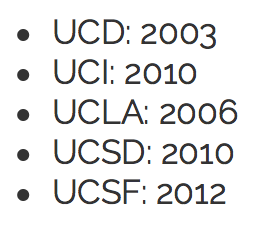 • UCD: 2003
• UCI: 2010
• UCLA: 2006
• UCSD: 2010
• UCSF: 2012